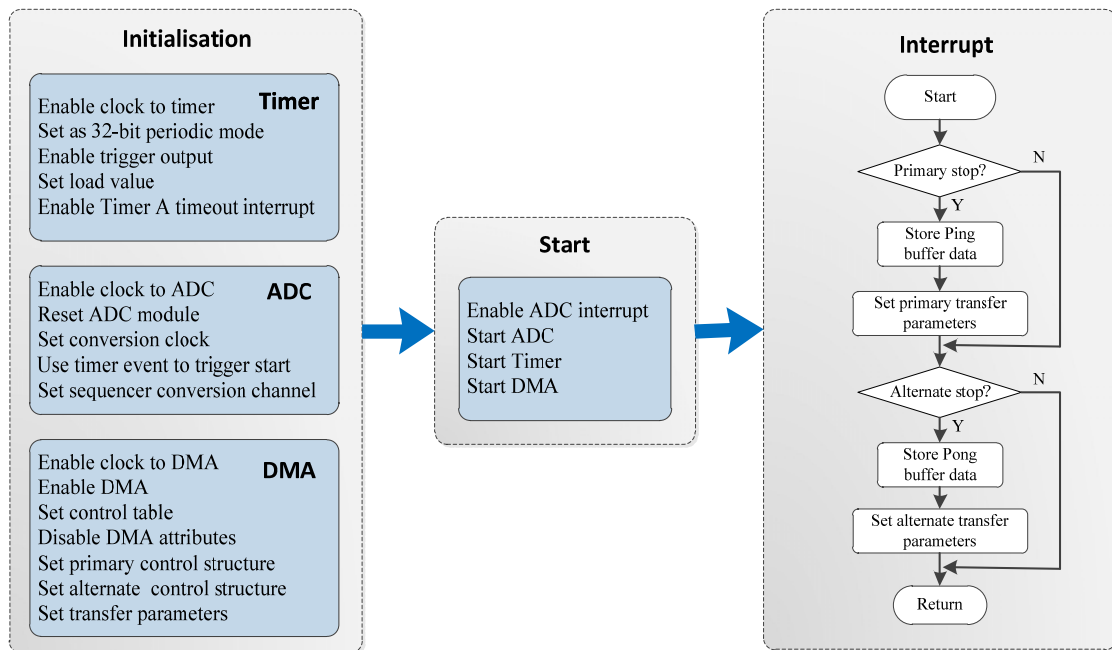 Initialisation
Timer
Enable clock to timer
Set as 32-bit periodic mode
Enable trigger output
Set load value
Enable Timer A timeout interrupt
ADC
Enable clock to ADC
Reset ADC module
Set conversion clock
Use timer event to trigger start
Set sequencer conversion channel
DMA
Enable clock to DMA
Enable DMA
Set control table
Disable DMA attributes
Set primary control structure
Set alternate control structure
Set transfer parameters
Start
Enable ADC interrupt
Start ADC
Start Timer
Start DMA
Interrupt
Start
Primary stop?
N
Y
Store Ping
buffer data
Set primary transfer
parameters
Alternate stop?
N
Y
Store Pong
buffer data
Set alternate transfer
parameters
Return